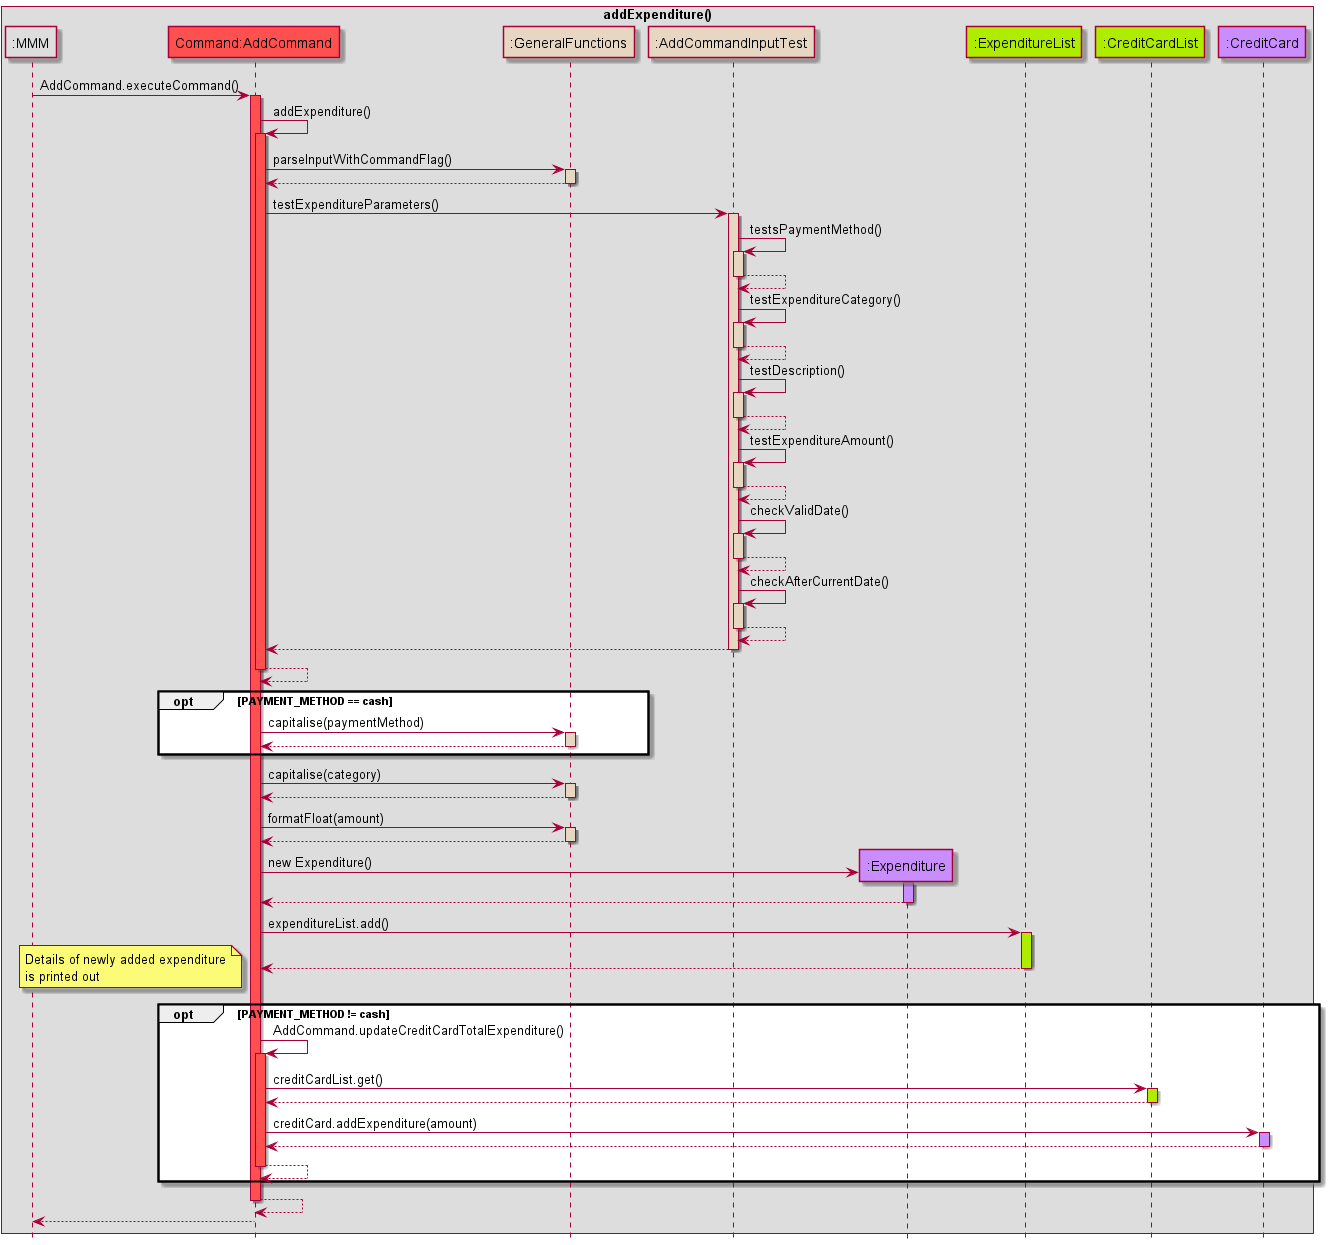 addExpenditure()
:MMM
Command:AddCommand
:GeneralFunctions
:AddCommandInputTest
:ExpenditureList
:CreditCardList
:CreditCard
AddCommand.executeCommand()
addExpenditure()
parseInputWithCommandFlag()
testExpenditureParameters()
testsPaymentMethod()
testExpenditureCategory()
testDescription()
testExpenditureAmount()
checkValidDate()
checkAfterCurrentDate()
opt
[PAYMENT_METHOD == cash]
capitalise(paymentMethod)
capitalise(category)
formatFloat(amount)
new Expenditure()
:Expenditure
expenditureList.add()
Details of newly added expenditure
is printed out
opt
[PAYMENT_METHOD != cash]
AddCommand.updateCreditCardTotalExpenditure()
creditCardList.get()
creditCard.addExpenditure(amount)